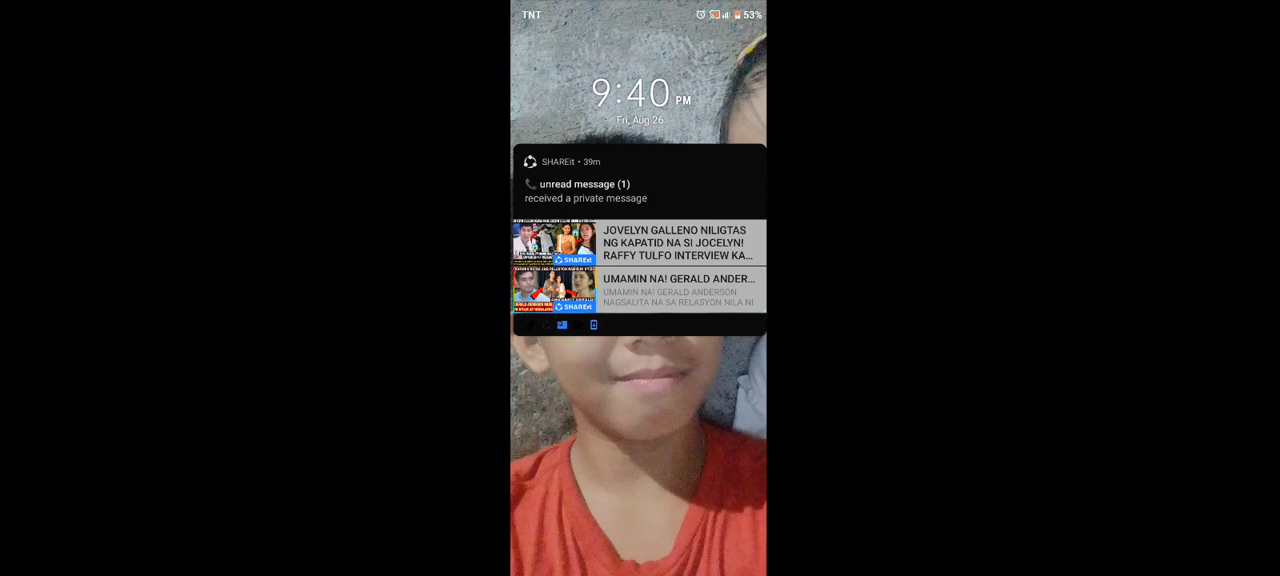 TNT
53%
9:40 PM
Fri, Aug 26
SHAREit • 39m
unread message (1)
received a private message
JOVELYN GALLENO NILIGTAS
NG KAPATID NA SI JOCELYN!
RAFFY TULFO INTERVIEW KA...
SHAREit
UMAMIN NA! GERALD ANDER...
UMAMIN NA! GERALD ANDERSON
NAGSALITA NA SA RELASYON NILA NI
SHAREit